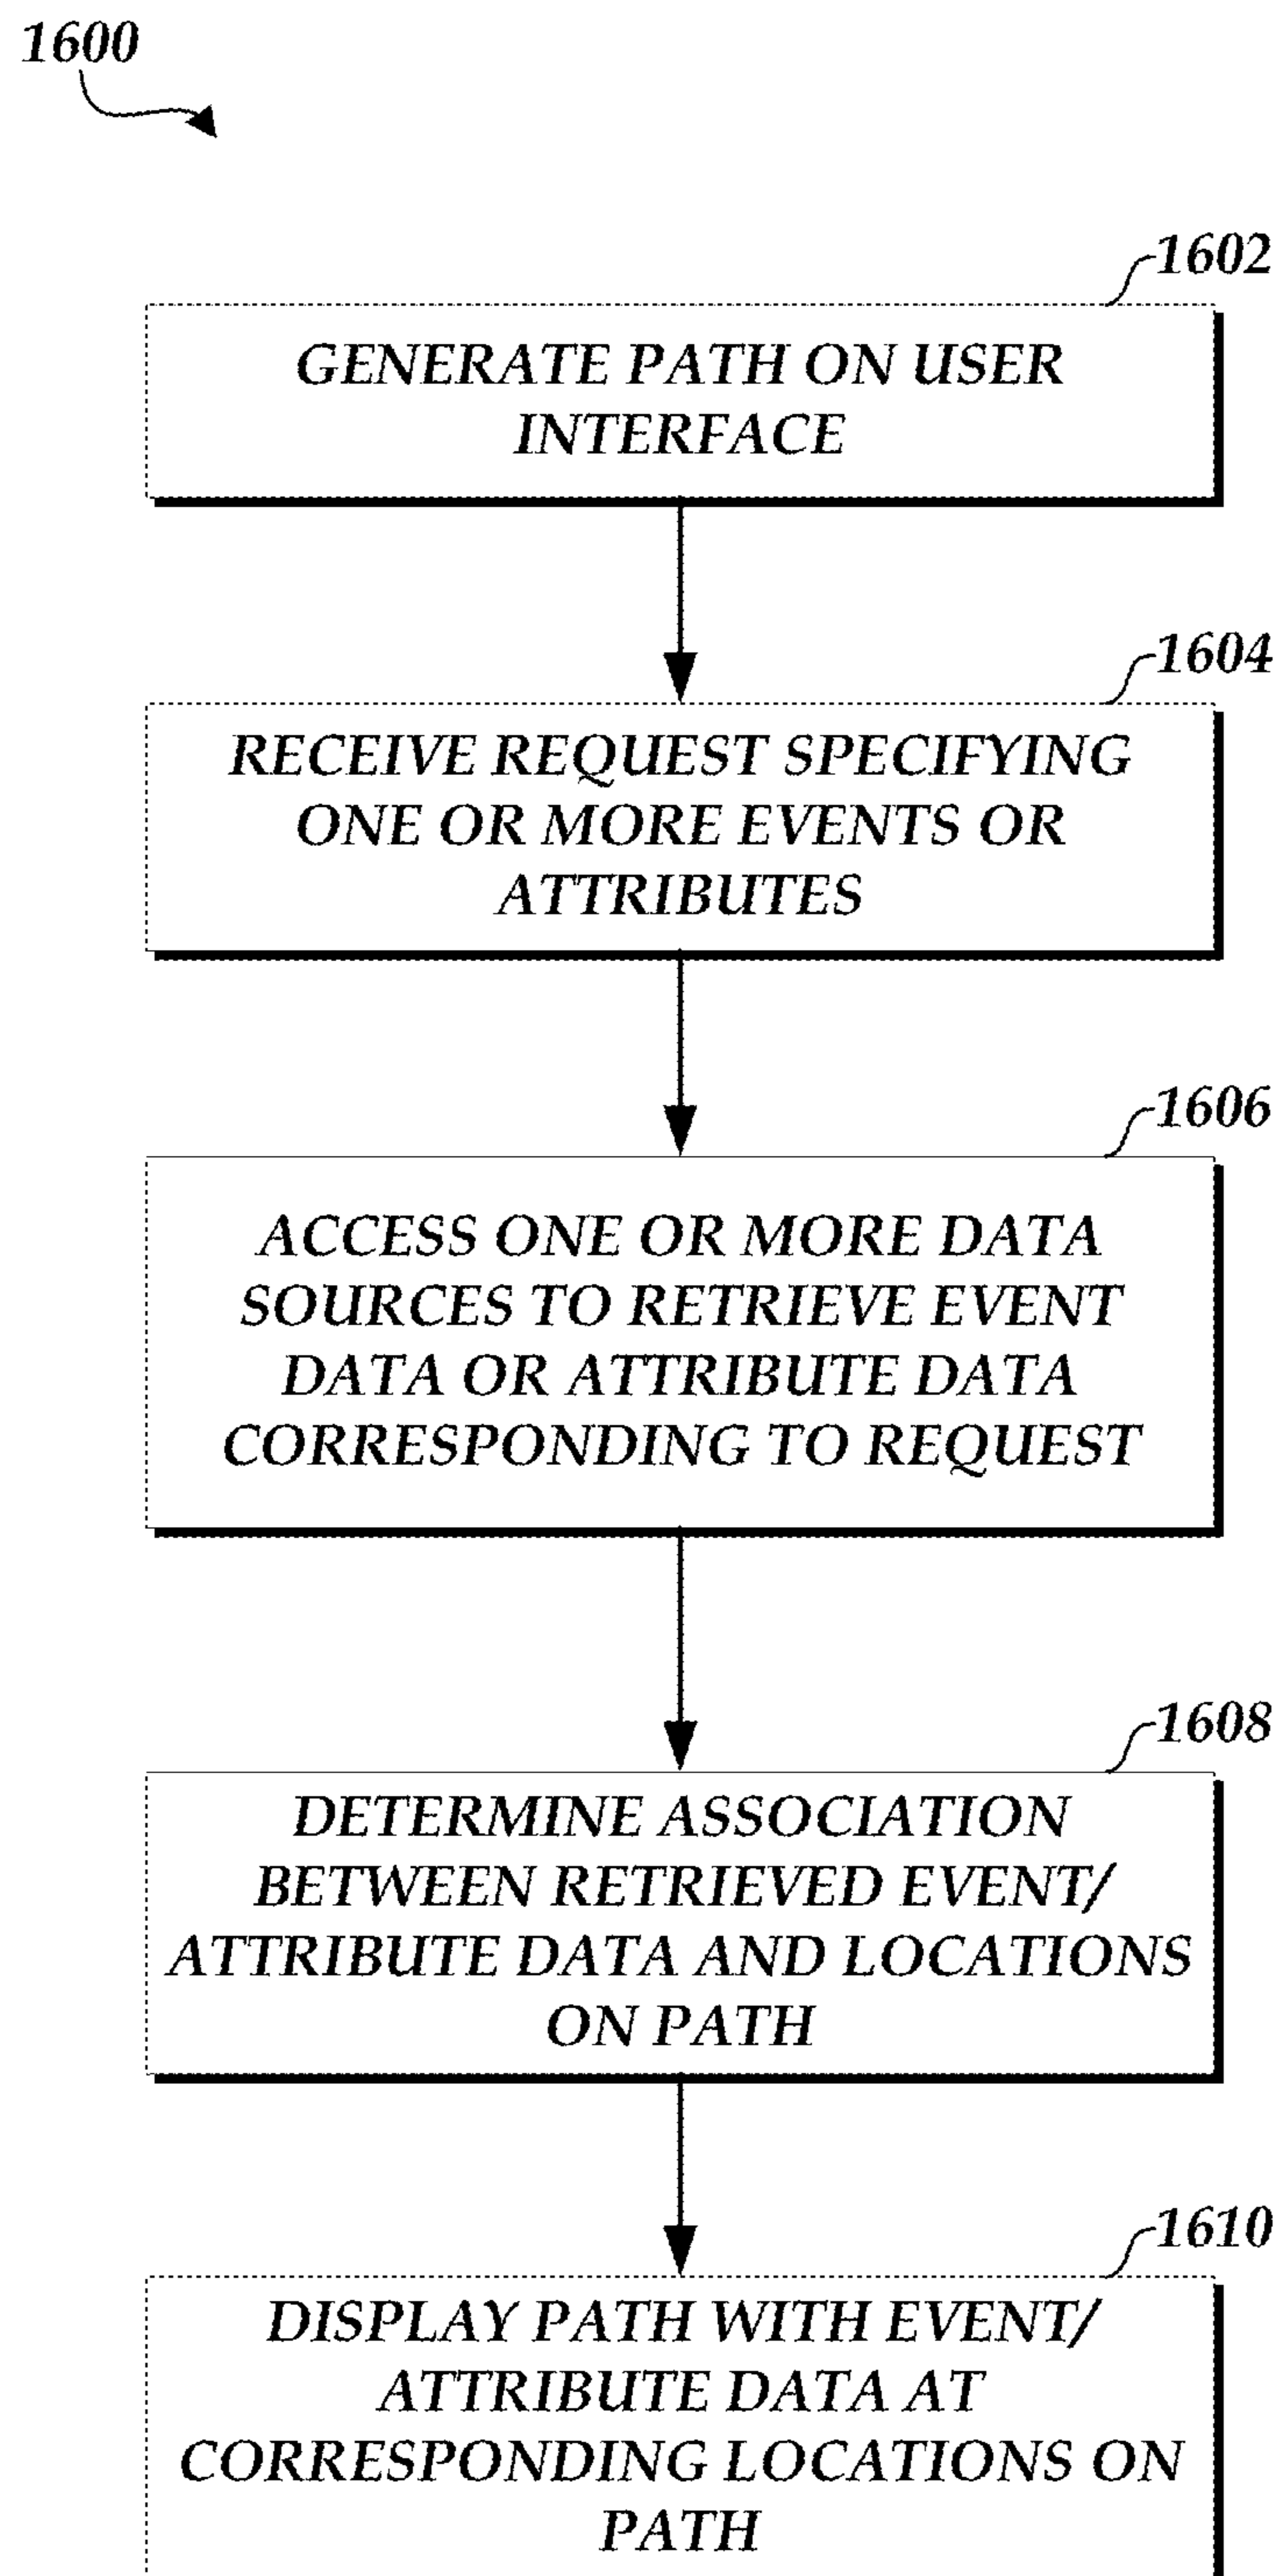 1600
1602
GENERATE PATH ON USER
INTERFACE
1604
RECEIVE REQUEST SPECIFYING
ONE OR MORE EVENTS OR
ATTRIBUTES
1606
ACCESS ONE OR MORE DATA
SOURCES TO RETRIEVE EVENT
DATA OR ATTRIBUTE DATA
CORRESPONDING TO REQUEST
1608
DETERMINE ASSOCIATION
BETWEEN RETRIEVED EVENT/
ATTRIBUTE DATA AND LOCATIONS
ON PATH
1610
DISPLAY PATH WITH EVENT/
ATTRIBUTE DATA AT
CORRESPONDING LOCATIONS ON
PATH